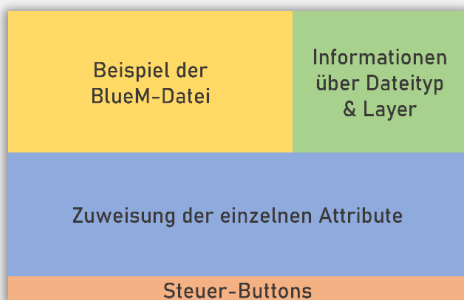 Beispiel der
BlueM-Datei
Informationen
über Dateityp
& Layer
Zuweisung der einzelnen Attribute
Steuer-Buttons